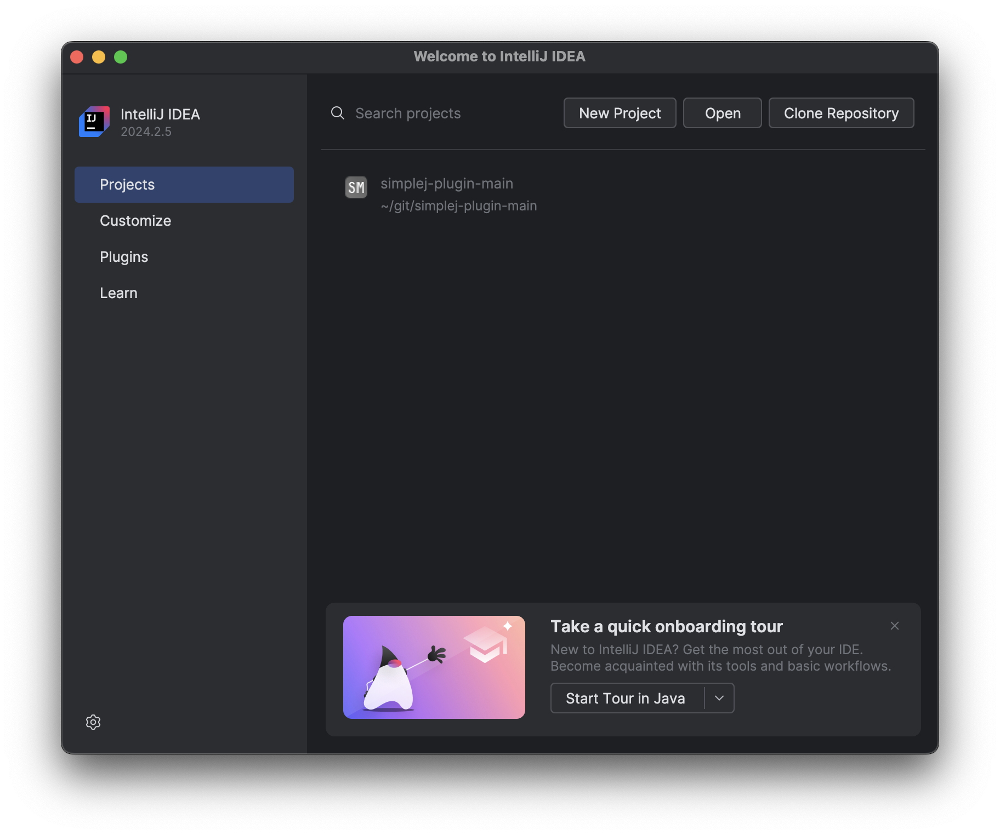 Welcome to IntelliJ IDEA
IJ
IntelliJ IDEA
2024.2.5
Projects
Customize
Plugins
Learn
Search projects
New Project
Open
Clone Repository
SM
simplej-plugin-main
~/git/simplej-plugin-main
Take a quick onboarding tour
New to IntelliJ IDEA? Get the most out of your IDE.
Become acquainted with its tools and basic workflows.
Start Tour in Java